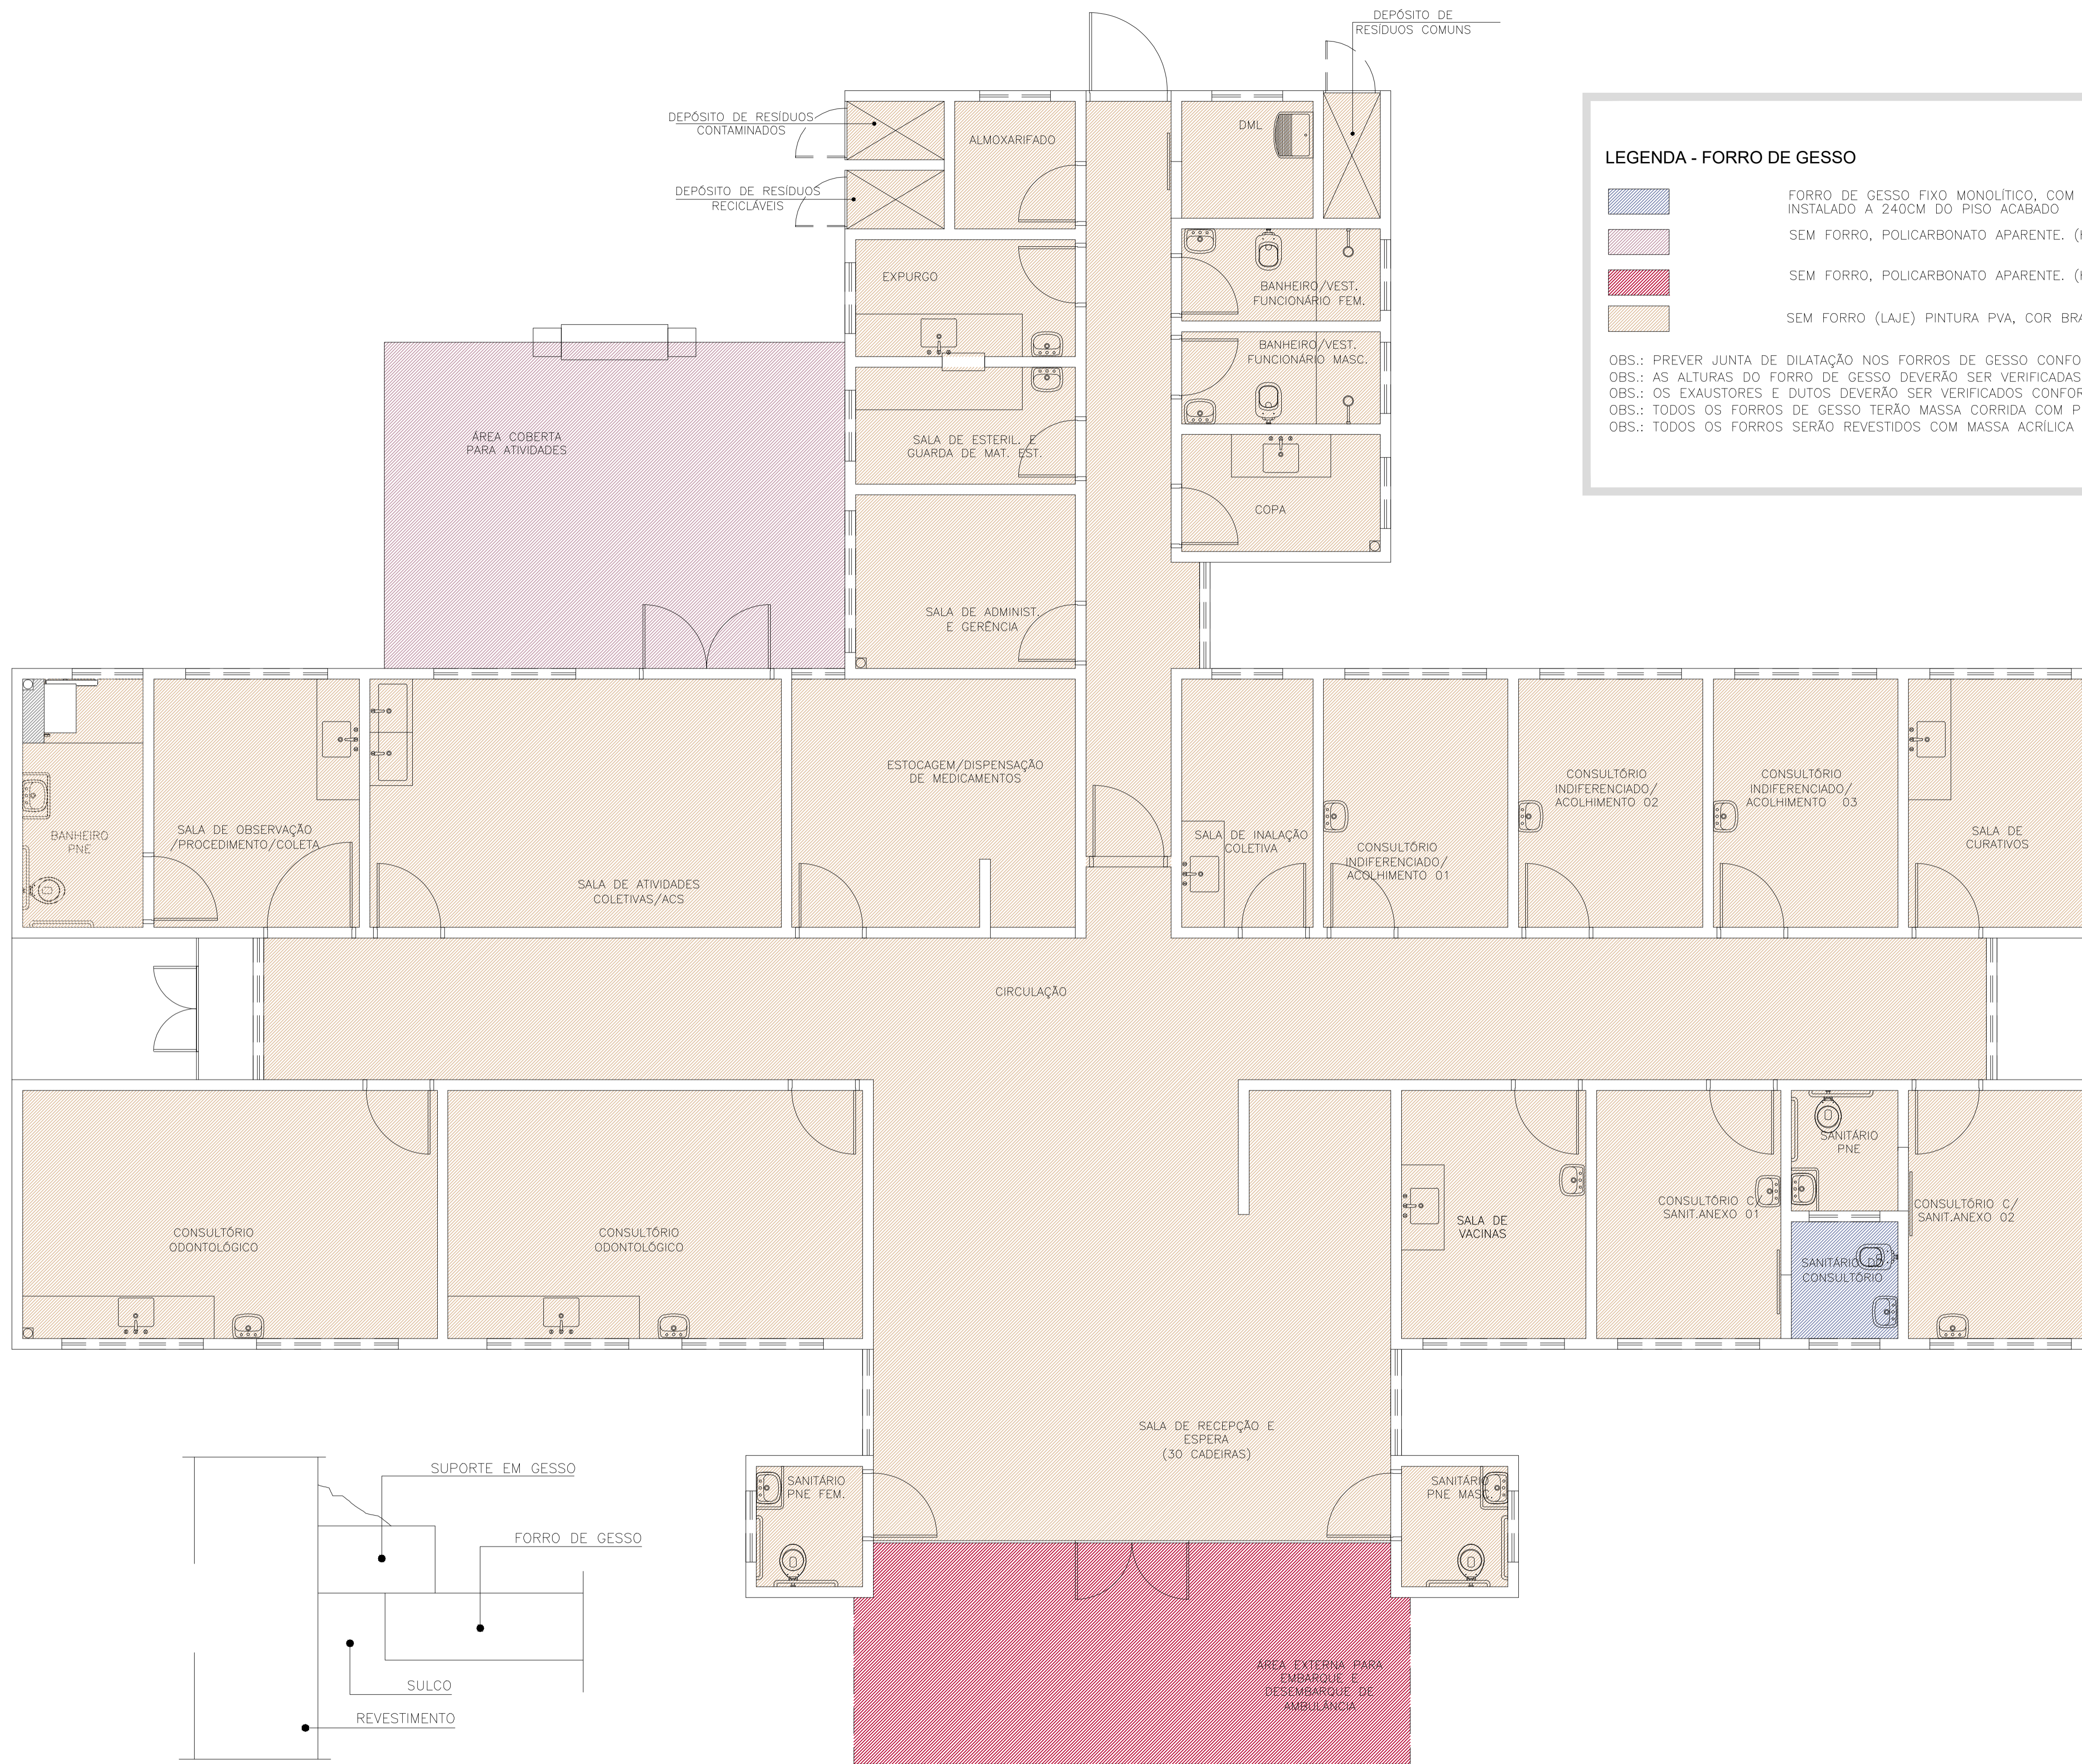 DEPÓSITO DE
RESÍDUOS COMUNS
DEPÓSITO DE RESÍDUOS
CONTAMINADOS
ALMOXARIFADO
DML
DEPÓSITO DE RESÍDUOS
RECICLÁVEIS
EXPURGO
BANHEIRO/VEST.
FUNCIONÁRIO FEM.
BANHEIRO/VEST.
FUNCIONÁRIO MASC.
ÁREA COBERTA
PARA ATIVIDADES
SALA DE ESTERIL. E
GUARDA DE MAT. EST.
COPA
SALA DE ADMINIST.
E GERÊNCIA
LEGENDA - FORRO DE GESSO
FORRO DE GESSO FIXO MONOLÍTICO, COM
INSTALADO A 240CM DO PISO ACABADO
SEM FORRO, POLICARBONATO APARENTE.
SEM FORRO, POLICARBONATO APARENTE.
SEM FORRO (LAJE) PINTURA PVA, COR
OBS.: PREVER JUNTA DE DILATAÇÃO NOS FORROS DE GESSO
OBS.: AS ALTURAS DO FORRO DE GESSO DEVERÃO SER VERIFICADAS
OBS.: OS EXAUSTORES E DUTOS DEVERÃO SER VERIFICADOS
OBS.: TODOS OS FORROS DE GESSO TERÃO MASSA CORRIDA COM
OBS.: TODOS OS FORROS SERÃO REVESTIDOS COM MASSA ACRÍLICA
BANHEIRO
PNE
SALA DE OBSERVAÇÃO
/PROCEDIMENTO/COLETA
SALA DE ATIVIDADES
COLETIVAS/ACS
ESTOCAGEM/DISPENSAÇÃO
DE MEDICAMENTOS
SALA DE INALAÇÃO
COLETIVA
CONSULTÓRIO
INDIFERENCIADO/
ACOLHIMENTO 01
CONSULTÓRIO
INDIFERENCIADO/
ACOLHIMENTO 02
CONSULTÓRIO
INDIFERENCIADO/
ACOLHIMENTO 03
SALA DE
CURATIVOS
CIRCULAÇÃO
CONSULTÓRIO
ODONTOLÓGICO
CONSULTÓRIO
ODONTOLÓGICO
SALA DE
VACINAS
CONSULTÓRIO C/
SANIT.ANEXO 01
SANITÁRIO
PNE
SANITÁRIO DO
CONSULTÓRIO
CONSULTÓRIO C/
SANIT.ANEXO 02
SALA DE RECEPÇÃO E
ESPERA
(30 CADEIRAS)
SANITÁRIO
PNE FEM.
SANITÁRIO
PNE MASC.
ÁREA EXTERNA PARA
EMBARQUE E
DESEMBARQUE DE
AMBULÂNCIA
SUPORTE EM GESSO
FORRO DE GESSO
SULCO
REVESTIMENTO